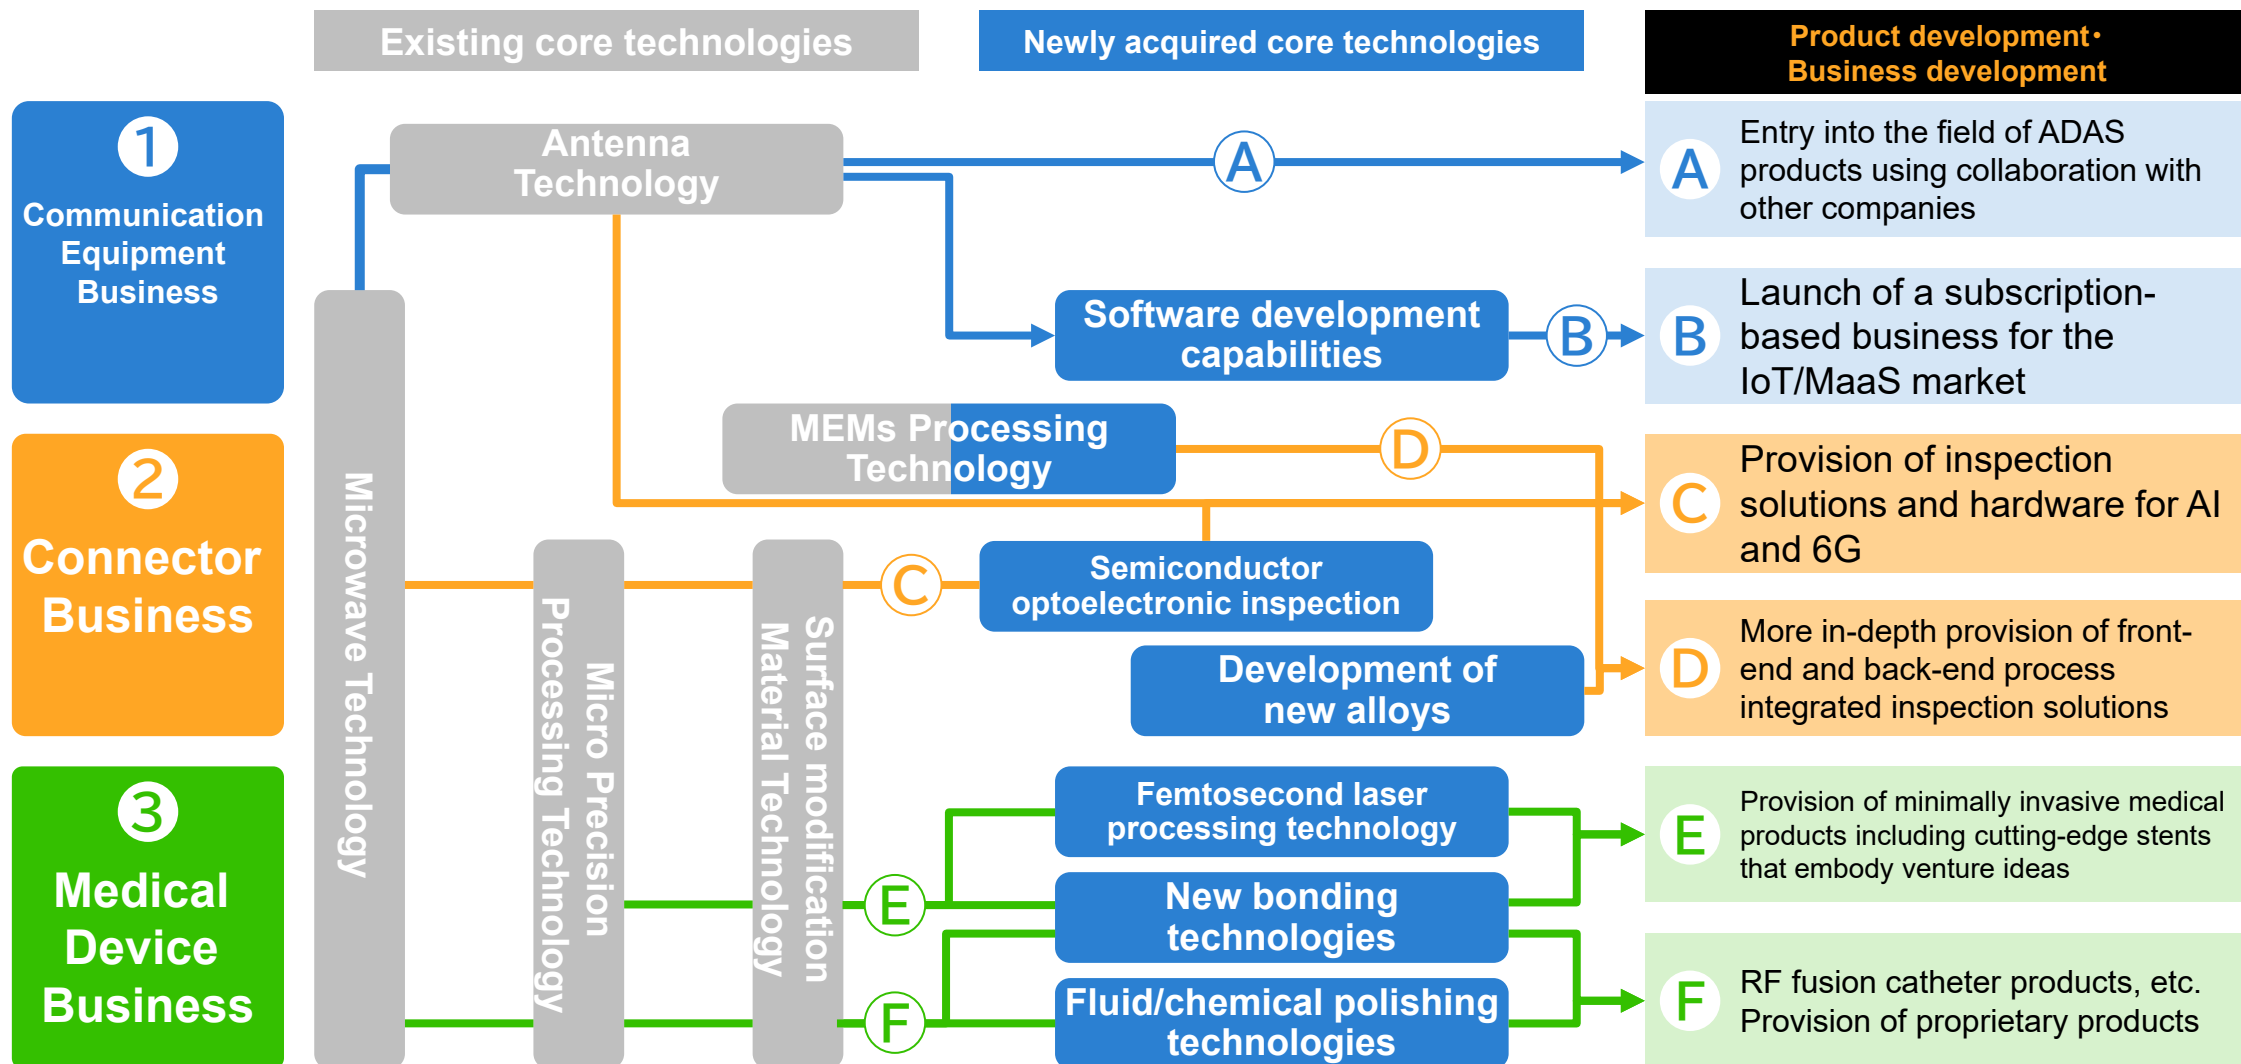 Existing core technologies
Newly acquired core technologies
Product development・
Business development
1
Communication
Equipment
Business
Antenna
Technology
A
A
Entry into the field of ADAS
products using collaboration with
other companies
Software development
capabilities
B
B
Launch of a subscription-
based business for the
IoT/MaaS market
2
Connector
Business
Microwave Technology
MEMs Processing
Technology
D
C
Provision of inspection
solutions and hardware for AI
and 6G
Micro Precision
Processing Technology
Surface modification
Material Technology
C
Semiconductor
optoelectronic inspection
Development of
new alloys
D
More in-depth provision of front-
end and back-end process
integrated inspection solutions
3
Medical
Device
Business
Femtosecond laser
processing technology
E
New bonding
technologies
E
Provision of minimally invasive medical
products including cutting-edge stents
that embody venture ideas
F
Fluid/chemical polishing
technologies
F
RF fusion catheter products, etc.
Provision of proprietary products